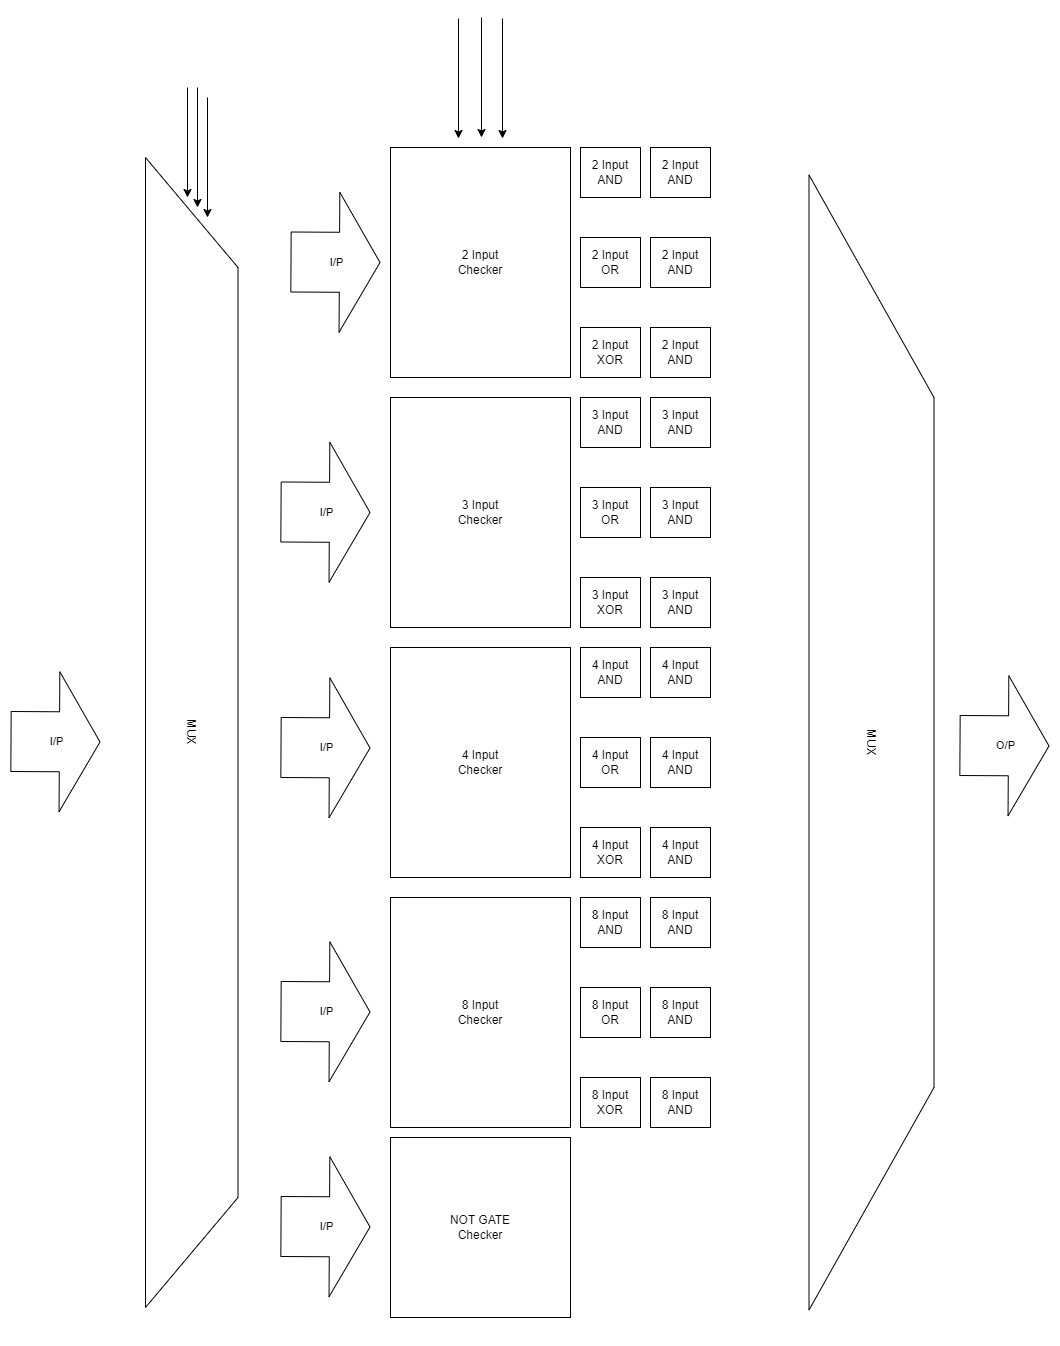 2 Input
AND
2 Input
AND
I/P
2 Input
Checker
2 Input
OR
2 Input
AND
2 Input
XOR
2 Input
AND
3 Input
AND
3 Input
AND
I/P
3 Input
Checker
3 Input
OR
3 Input
AND
3 Input
XOR
3 Input
AND
4 Input
AND
4 Input
AND
I/P
MUX
I/P
4 Input
Checker
4 Input
OR
4 Input
AND
MUX
O/P
4 Input
XOR
4 Input
AND
8 Input
AND
8 Input
AND
I/P
8 Input
Checker
8 Input
OR
8 Input
AND
8 Input
XOR
8 Input
AND
I/P
NOT GATE
Checker